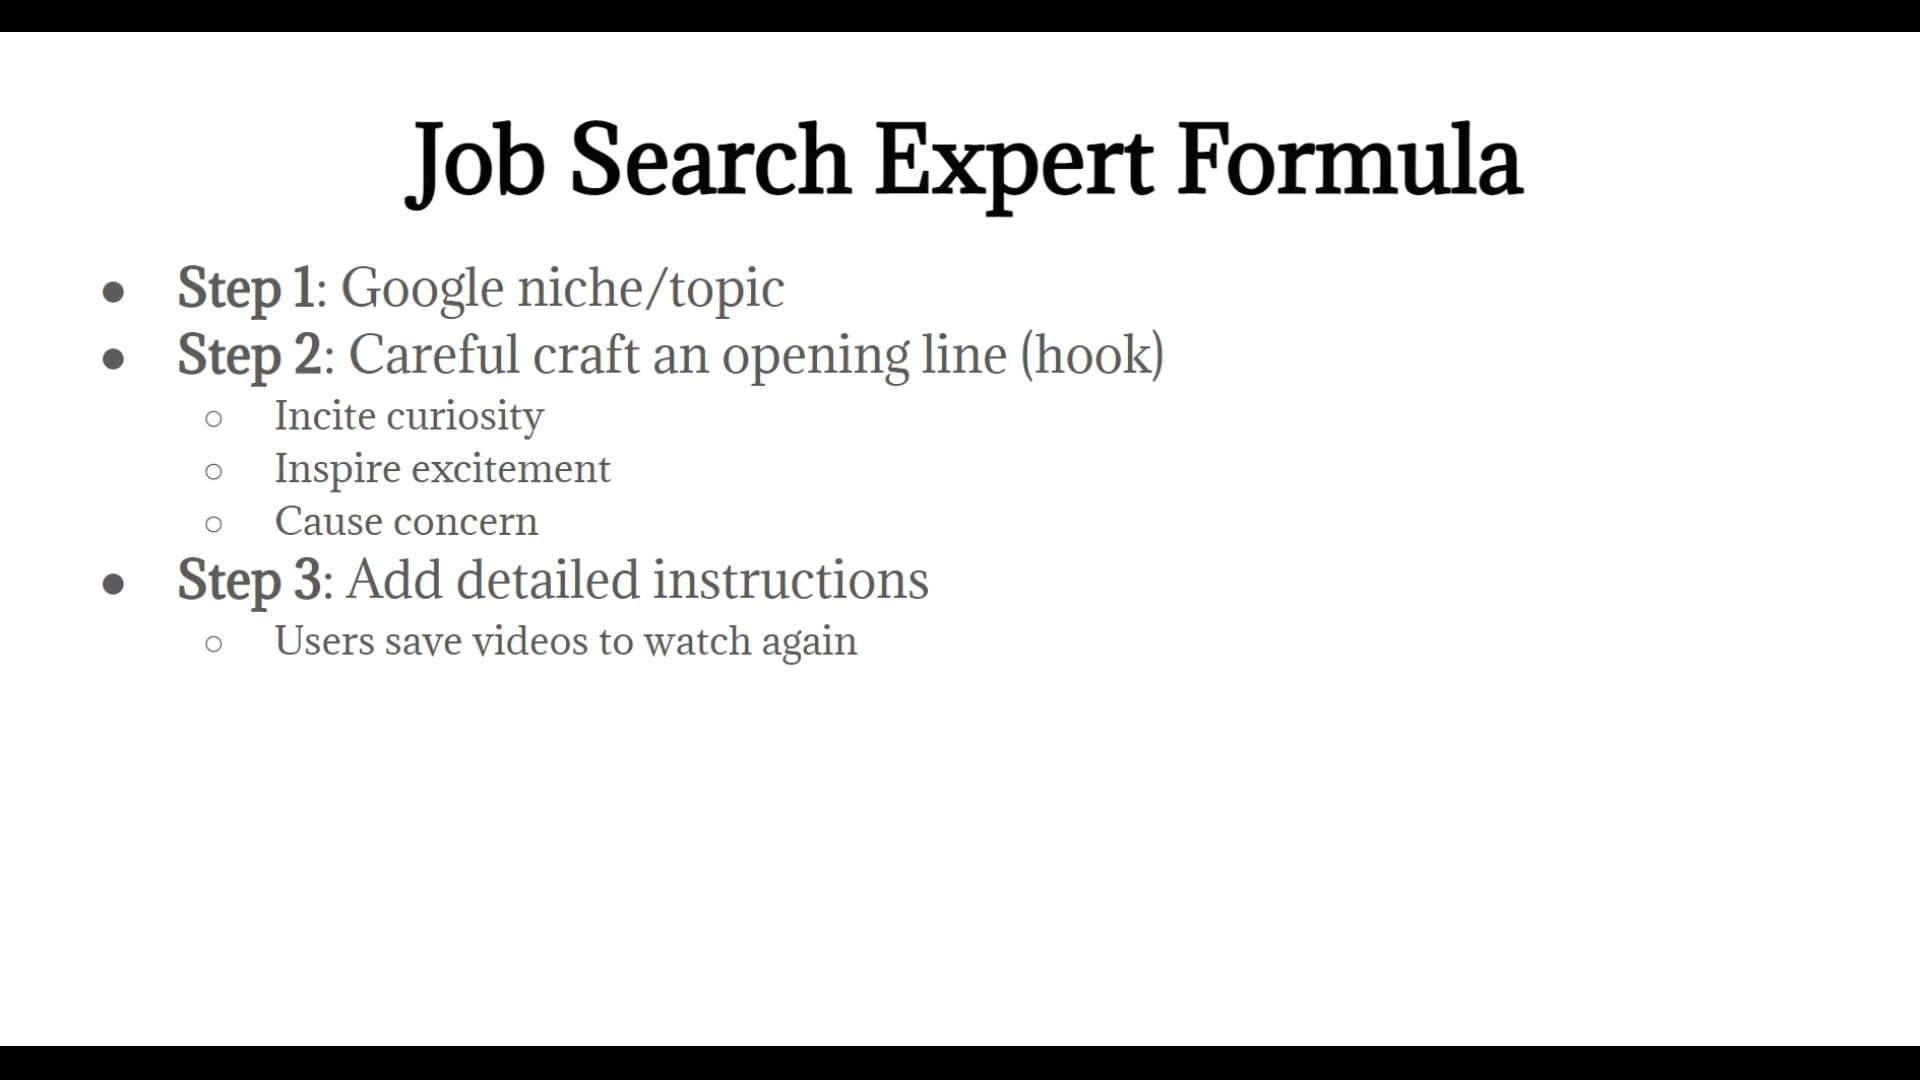 Job Search Expert Formula
● Step 1: Google niche/topic
● Step 2: Careful craft an opening line (hook)
○ Incite curiosity
○ Inspire excitement
○ Cause concern
● Step 3: Add detailed instructions
○ Users save videos to watch again